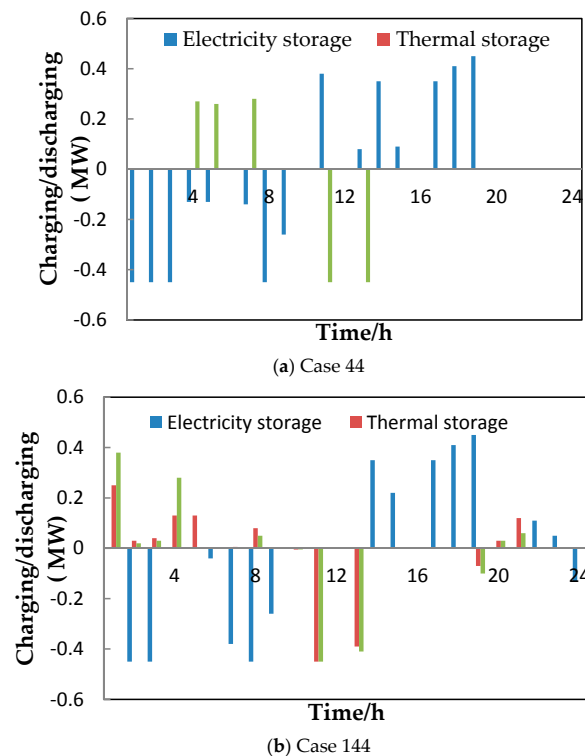 0.6
Electricity storage Thermal storage
0.4
0.2
0
4 8 12 16 20 24
-0.2
-0.4
-0.6
Charging/discharging
( MW)
Time/h
(a) Case 44
0.6
Electricity storage Thermal storage
0.4
0.2
0
4 8 12 16 20 24
-0.2
-0.4
-0.6
Charging/discharging
( MW)
Time/h
(b) Case 144